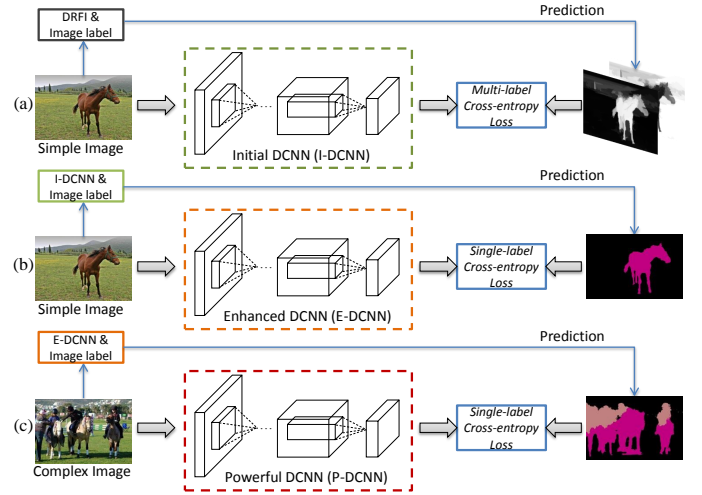 DRFI &
Image label
Prediction
(a)
Simple Image
Initial DCNN (I-DCNN)
Multi-label
Cross-entropy
Loss
I-DCNN &
Image label
Prediction
(b)
Simple Image
Enhanced DCNN (E-DCNN)
Single-label
Cross-entropy
Loss
E-DCNN &
Image label
Prediction
(c)
Complex Image
Powerful DCNN (P-DCNN)
Single-label
Cross-entropy
Loss